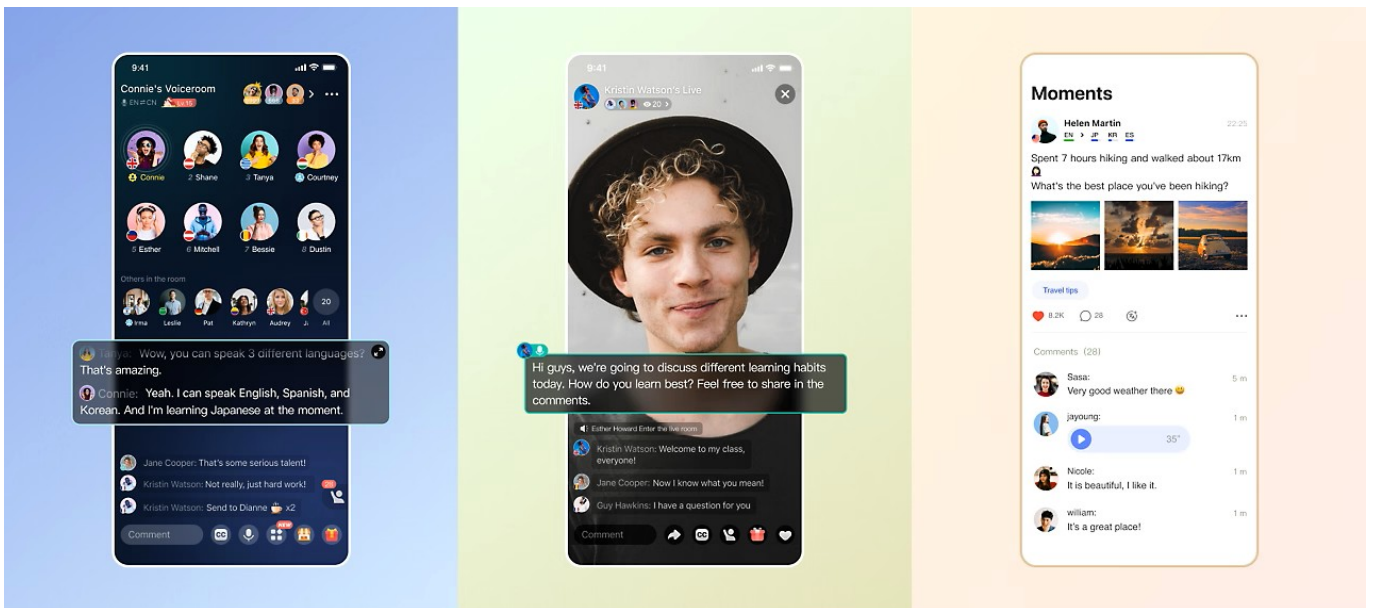 9:41
Connie's Voiceroom
EN⇌CN Lv.15
Connie
2 Shane
3 Tanya
Courtney
5 Esther
6 Mitchell
7 Bessie
8 Dustin
Others in the room
20
Irma
Leslie
Pat
Kathryn
Audrey
All
Tanya: Wow, you can speak 3 different languages?
That's amazing.
Connie: Yeah. I can speak English, Spanish, and
Korean. And I'm learning Japanese at the moment.
Jane Cooper: That's some serious talent!
Kristin Watson: Not really, just hard work!
28
Kristin Watson: Send to Dianne ☕ x2
NEW
Comment
CC
9:41
Kristin Watson's Live
20 >
Hi guys, we're going to discuss different learning habits
today. How do you learn best? Feel free to share in the
comments.
Esther Howard Enter the live room
Kristin Watson: Welcome to my class,
everyone!
Jane Cooper: Now I know what you mean!
Guy Hawkins: I have a question for you
Comment
CC
Moments
Helen Martin
22:25
EN > JP KR ES
Spent 7 hours hiking and walked about 17km
🙆🏻‍♀️
What's the best place you've been hiking?
Travel tips
8.2K
28
Comments (28)
Sasa:
5 m
Very good weather there 😀
jayoung:
1 m
35"
Nicole:
1 m
It is beautiful, I like it.
william:
1 m
It's a great place!